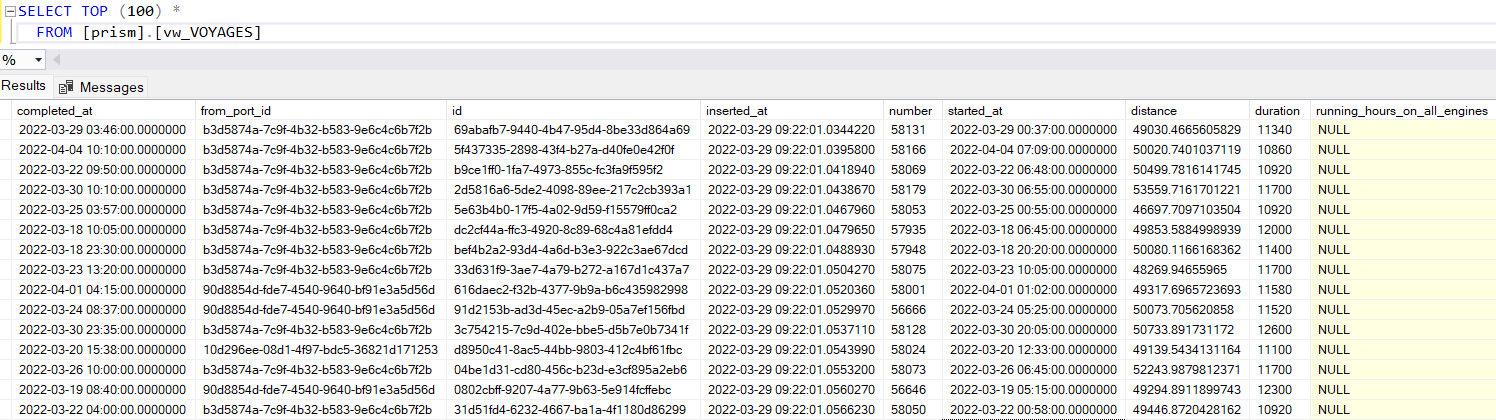 SELECT TOP (100) *
FROM [prism].[vw_VOYAGES]
%
Results Messages
completed_at from_port_id id inserted_at number started_at distance duration running_hours_on_all_engines
2022-03-29 03:46:00.0000000 b3d5874a-7c9f-4b32-b583-9e6c4c6b7f2b 69abafb7-9440-4b47-95d4-8be33d864a69 2022-03-29 09:22:01.0344220 58131 2022-03-29 00:37:00.0000000 49030.4665605829 11340 NULL
2022-04-04 10:10:00.0000000 b3d5874a-7c9f-4b32-b583-9e6c4c6b7f2b 5f437335-2898-43f4-b27a-d40fe0e42f0f 2022-03-29 09:22:01.0395800 58166 2022-04-04 07:09:00.0000000 50020.7401037119 10860 NULL
2022-03-22 09:50:00.0000000 b3d5874a-7c9f-4b32-b583-9e6c4c6b7f2b b9ce1ff0-1fa7-4973-855c-fc3fa9f595f2 2022-03-29 09:22:01.0418940 58069 2022-03-22 06:48:00.0000000 50499.7816141745 10920 NULL
2022-03-30 10:10:00.0000000 b3d5874a-7c9f-4b32-b583-9e6c4c6b7f2b 2d5816a6-5de2-4098-89ee-217c2cb393a1 2022-03-29 09:22:01.0438670 58179 2022-03-30 06:55:00.0000000 53559.7161701221 11700 NULL
2022-03-25 03:57:00.0000000 b3d5874a-7c9f-4b32-b583-9e6c4c6b7f2b 5e63b4b0-17f5-4a02-9d59-f15579ff0ca2 2022-03-29 09:22:01.0467960 58053 2022-03-25 00:55:00.0000000 46697.7097103504 10920 NULL
2022-03-18 10:05:00.0000000 b3d5874a-7c9f-4b32-b583-9e6c4c6b7f2b dc2cf44a-ffc3-4920-8c89-68c4a81efdd4 2022-03-29 09:22:01.0479650 57935 2022-03-18 06:45:00.0000000 49853.5884998939 12000 NULL
2022-03-18 23:30:00.0000000 b3d5874a-7c9f-4b32-b583-9e6c4c6b7f2b bef4b2a2-93d4-4a6d-b3e3-922c3ae67dcd 2022-03-29 09:22:01.0488930 57948 2022-03-18 20:20:00.0000000 50080.1166168362 11400 NULL
2022-03-23 13:20:00.0000000 b3d5874a-7c9f-4b32-b583-9e6c4c6b7f2b 33d631f9-3ae7-4a79-b272-a167d1c437a7 2022-03-29 09:22:01.0504270 58075 2022-03-23 10:05:00.0000000 48269.94655965 11700 NULL
2022-04-01 04:15:00.0000000 90d8854d-fde7-4540-9640-bf91e3a5d56d 616daec2-f32b-4377-9b9a-b6c435982998 2022-03-29 09:22:01.0520360 58001 2022-04-01 01:02:00.0000000 49317.6965723693 11580 NULL
2022-03-24 08:37:00.0000000 90d8854d-fde7-4540-9640-bf91e3a5d56d 91d2153b-ad3d-45ec-a2b9-05a7ef156fbd 2022-03-29 09:22:01.0529970 56666 2022-03-24 05:25:00.0000000 50073.705620858 11520 NULL
2022-03-30 23:35:00.0000000 b3d5874a-7c9f-4b32-b583-9e6c4c6b7f2b 3c754215-7c9d-402e-bbe5-d5b7e0b7341f 2022-03-29 09:22:01.0537110 58128 2022-03-30 20:05:00.0000000 50733.891731172 12600 NULL
2022-03-20 15:38:00.0000000 10d296ee-08d1-4f97-bdc5-36821d171253 d8950c41-8ac5-44bb-9803-412c4bf61fbc 2022-03-29 09:22:01.0543990 58024 2022-03-20 12:33:00.0000000 49139.5434131164 11100 NULL
2022-03-26 10:00:00.0000000 b3d5874a-7c9f-4b32-b583-9e6c4c6b7f2b 04be1d31-cd80-456c-b23d-e3cf895a2eb6 2022-03-29 09:22:01.0553200 58073 2022-03-26 06:45:00.0000000 52243.9879812371 11700 NULL
2022-03-19 08:40:00.0000000 90d8854d-fde7-4540-9640-bf91e3a5d56d 0802cbff-9207-4a77-9b63-5e914fcffebc 2022-03-29 09:22:01.0560270 56646 2022-03-19 05:15:00.0000000 49294.8911899743 12300 NULL
2022-03-22 04:00:00.0000000 b3d5874a-7c9f-4b32-b583-9e6c4c6b7f2b 31d51fd4-6232-4667-ba1a-4f1180d86299 2022-03-29 09:22:01.0566230 58050 2022-03-22 00:58:00.0000000 49446.8720428162 10920 NULL